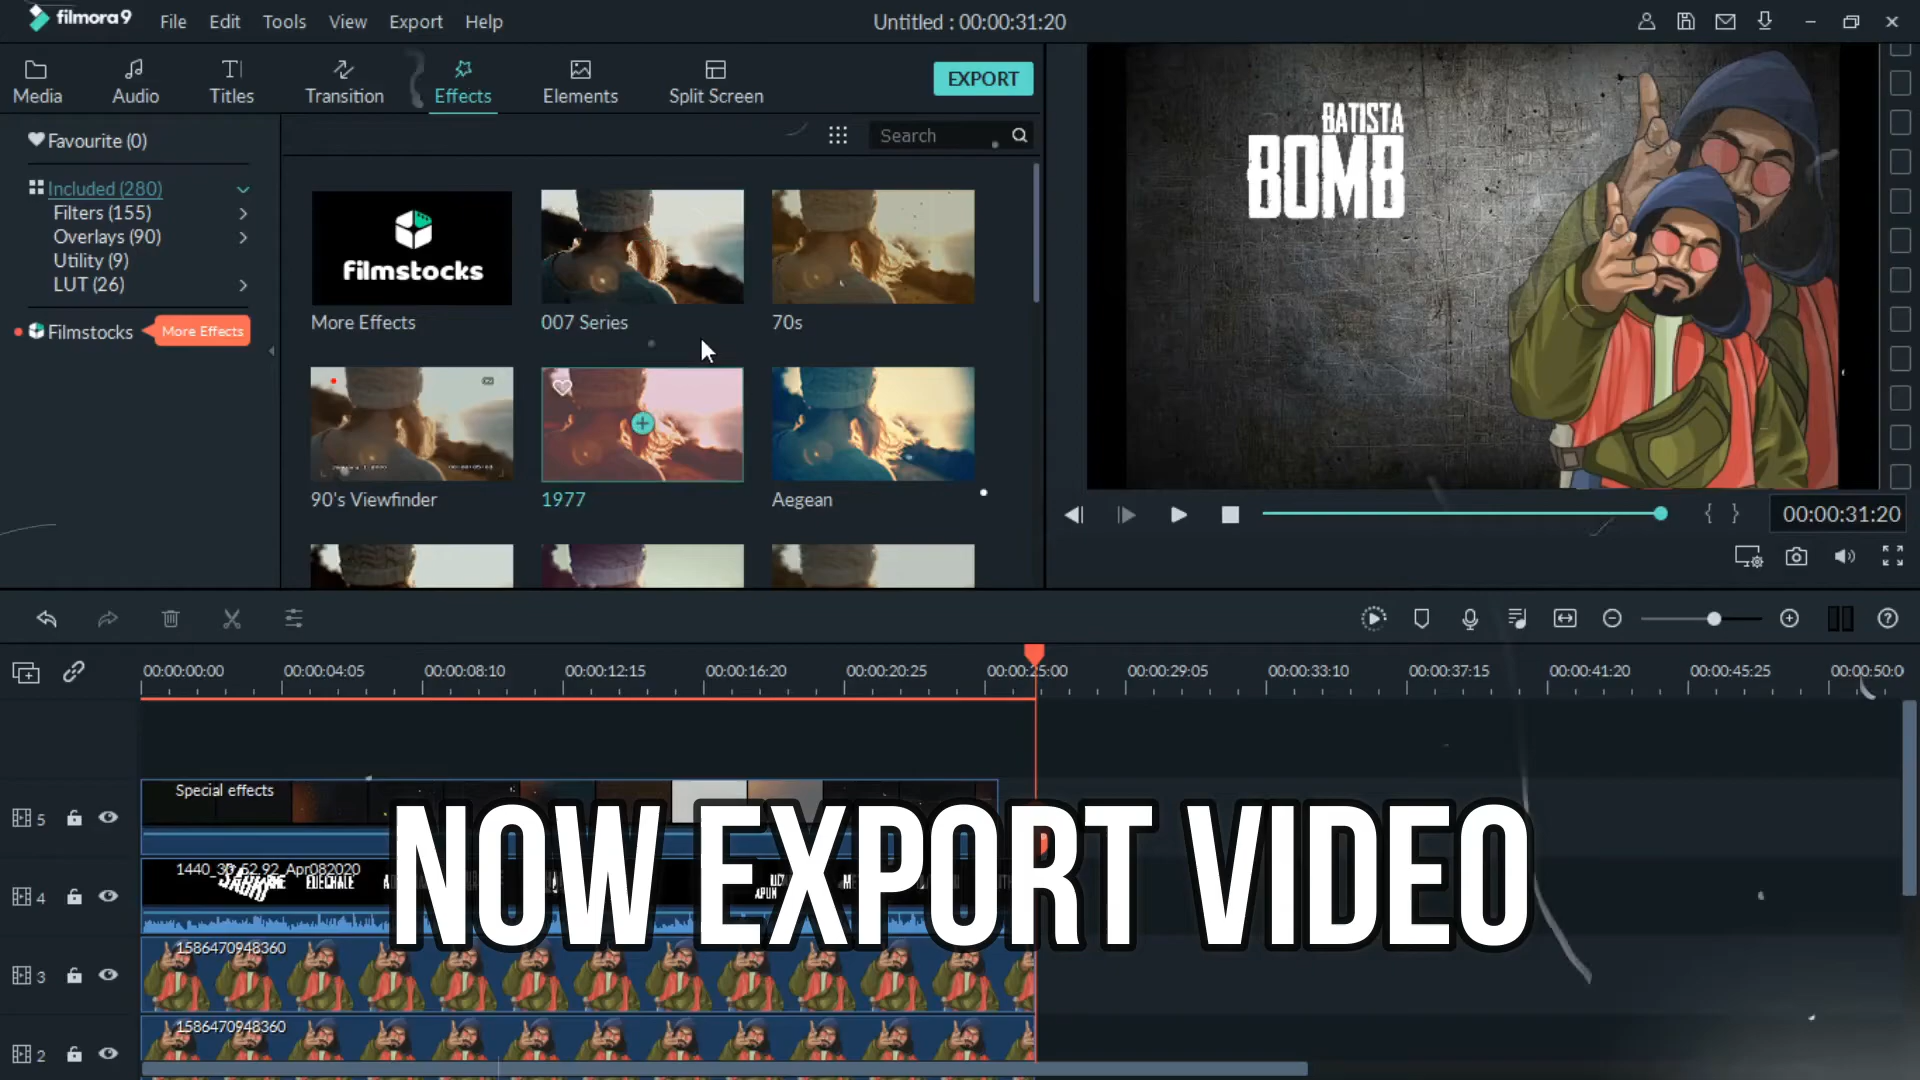 filmora9
File Edit Tools View Export Help
Untitled : 00:00:31:20
Media Audio Titles Transition Effects Elements Split Screen
EXPORT
Favourite (0)
Search
Included (280)
Filters (155)
Overlays (90)
Utility (9)
LUT (26)
Filmstocks More Effects
filmstocks
More Effects 007 Series 70s
90's Viewfinder 1977 Aegean
BATISTA
BOMB
00:00:31:20
00:00:00:00 00:00:04:05 00:00:08:10 00:00:12:15 00:00:16:20 00:00:20:25 00:00:25:00 00:00:29:05 00:00:33:10 00:00:37:15 00:00:41:20 00:00:45:25 00:00:50:0
Special effects
5
NOW EXPORT VIDEO
4
1586470948360
3
1586470948360
2